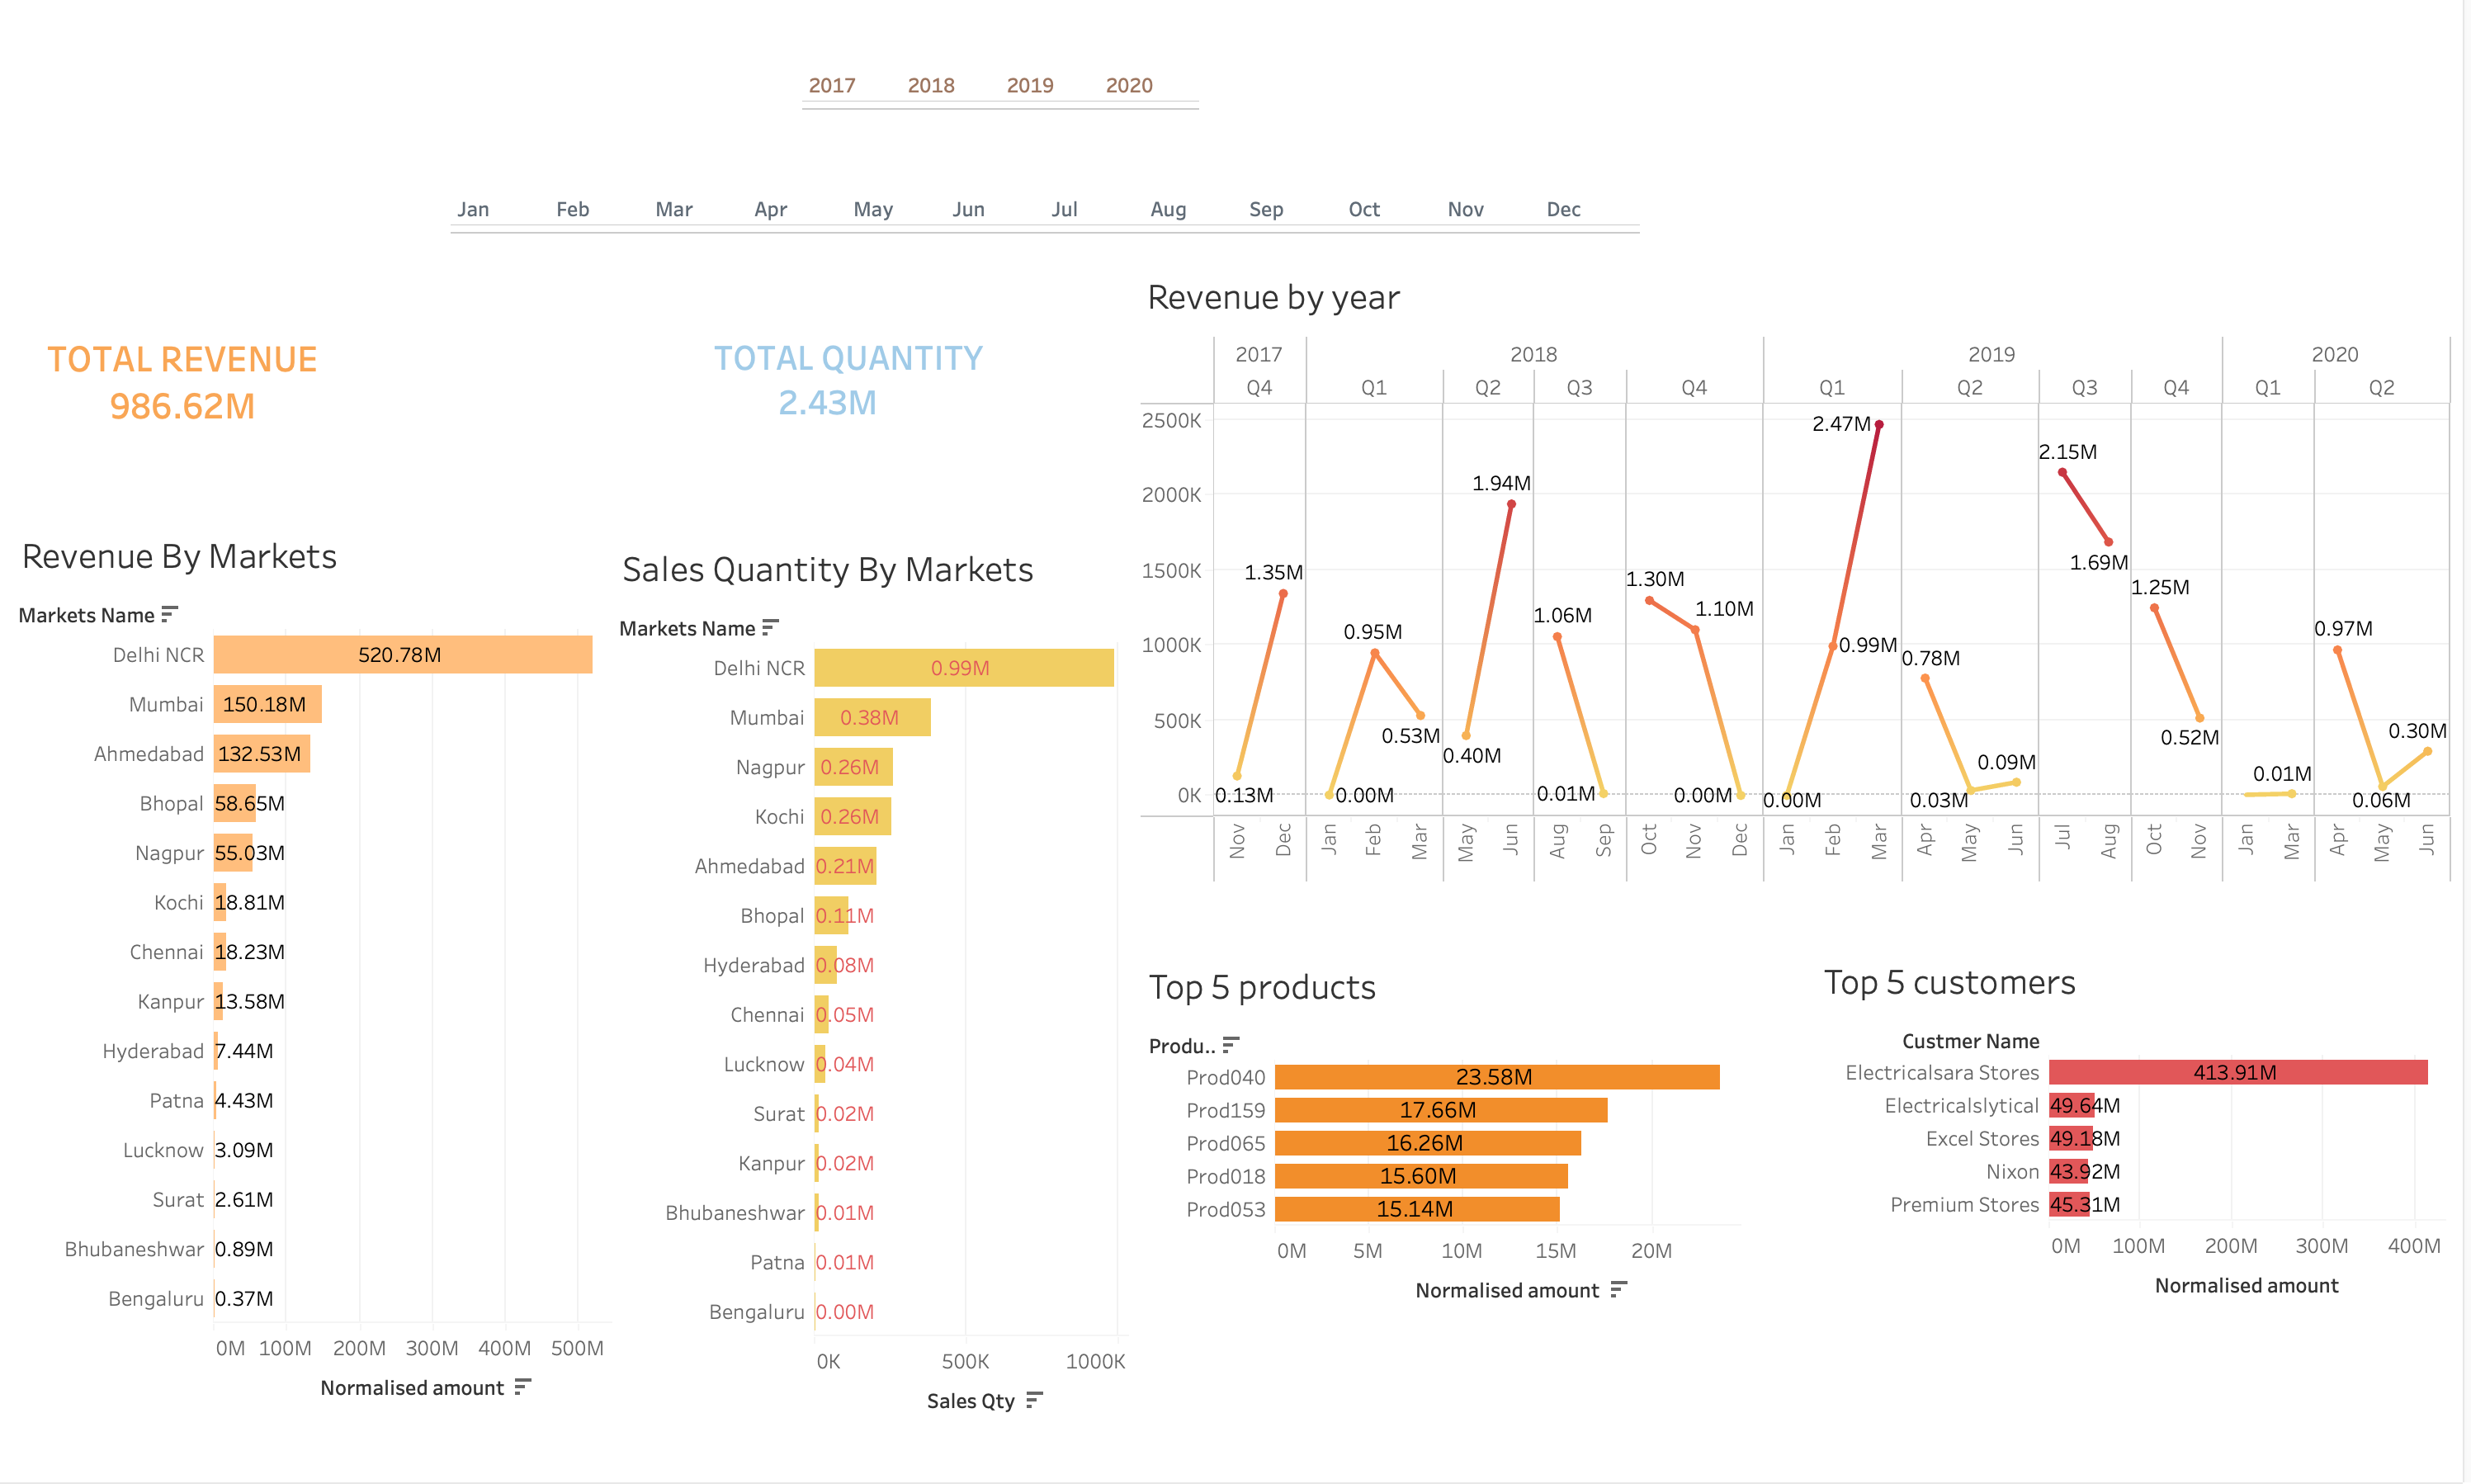 2017 2018 2019 2020
Jan Feb Mar Apr May Jun Jul Aug Sep Oct Nov Dec
TOTAL REVENUE
986.62M
TOTAL QUANTITY
2.43M
Revenue By Markets
Markets Name
Delhi NCR 520.78M
Mumbai 150.18M
Ahmedabad 132.53M
Bhopal 58.65M
Nagpur 55.03M
Kochi 18.81M
Chennai 18.23M
Kanpur 13.58M
Hyderabad 7.44M
Patna 4.43M
Lucknow 3.09M
Surat 2.61M
Bhubaneshwar 0.89M
Bengaluru 0.37M
0M 100M 200M 300M 400M 500M
Normalised amount
Sales Quantity By Markets
Markets Name
Delhi NCR 0.99M
Mumbai 0.38M
Nagpur 0.26M
Kochi 0.26M
Ahmedabad 0.21M
Bhopal 0.11M
Hyderabad 0.08M
Chennai 0.05M
Lucknow 0.04M
Surat 0.02M
Kanpur 0.02M
Bhubaneshwar 0.01M
Patna 0.01M
Bengaluru 0.00M
0K 500K 1000K
Sales Qty
Revenue by year
2017 2018 2019 2020
Q4 Q1 Q2 Q3 Q4 Q1 Q2 Q3 Q4 Q1 Q2
2500K
2000K
1500K
1000K
500K
0K
0.13M 1.35M 0.00M 0.95M 0.53M 0.40M 1.94M 1.06M 0.01M 1.30M 1.10M 0.00M 0.00M 0.99M 2.47M 0.78M 0.03M 0.09M 2.15M 1.69M 1.25M 0.52M 0.01M 0.97M 0.06M 0.30M
Nov Dec Jan Feb Mar May Jun Aug Sep Oct Nov Dec Jan Feb Mar Apr May Jun Jul Aug Oct Nov Jan Mar Apr May Jun
Top 5 products
Produ..
Prod040 23.58M
Prod159 17.66M
Prod065 16.26M
Prod018 15.60M
Prod053 15.14M
0M 5M 10M 15M 20M
Normalised amount
Top 5 customers
Custmer Name
Electricalsara Stores 413.91M
Electricalslytical 49.64M
Excel Stores 49.18M
Nixon 43.92M
Premium Stores 45.31M
0M 100M 200M 300M 400M
Normalised amount